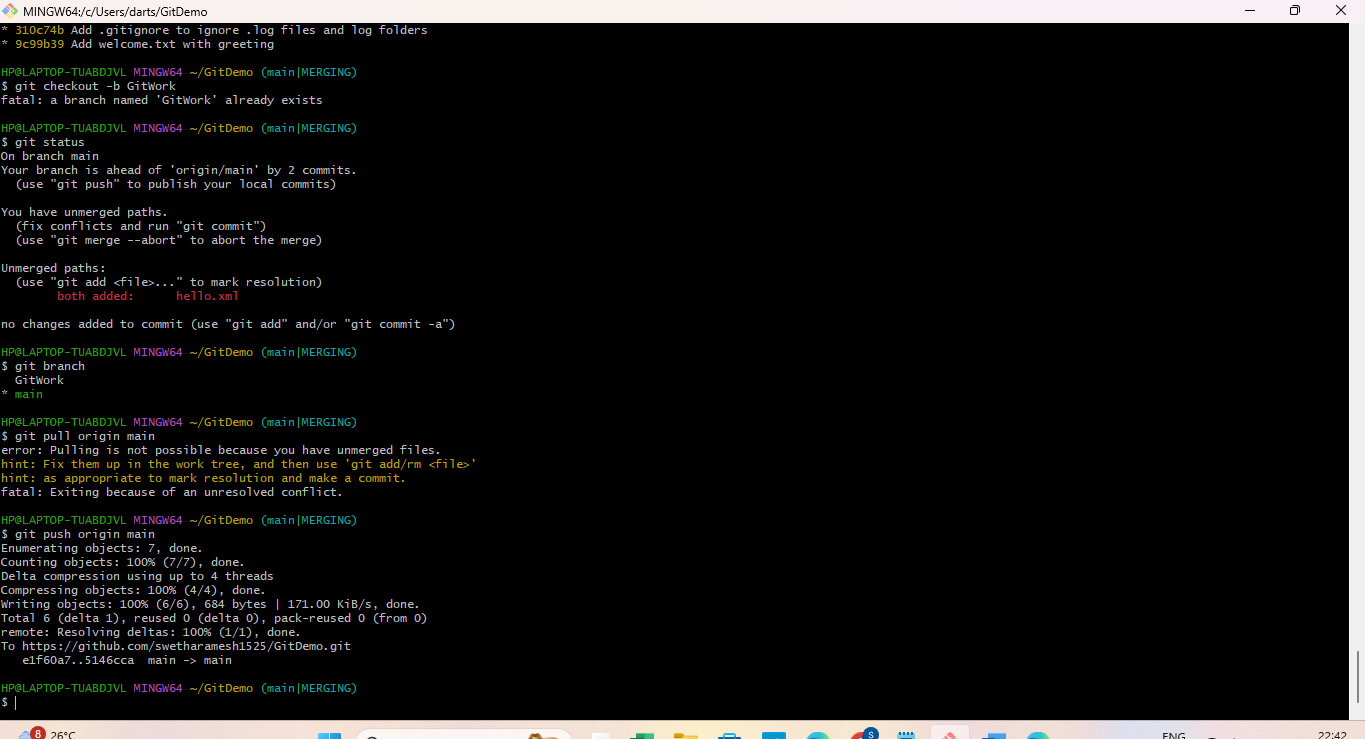 MINGW64:/c/Users/darts/GitDemo
* 310c74b Add .gitignore to ignore .log files and log folders
* 9c99b39 Add welcome.txt with greeting
HP@LAPTOP-TUABDJVL MINGW64 ~/GitDemo (main|MERGING)
$ git checkout -b GitWork
fatal: a branch named 'GitWork' already exists
HP@LAPTOP-TUABDJVL MINGW64 ~/GitDemo (main|MERGING)
$ git status
On branch main
Your branch is ahead of 'origin/main' by 2 commits.
  (use "git push" to publish your local commits)
You have unmerged paths.
  (fix conflicts and run "git commit")
  (use "git merge --abort" to abort the merge)
Unmerged paths:
  (use "git add <file>..." to mark resolution)
        both added:      hello.xml
no changes added to commit (use "git add" and/or "git commit -a")
HP@LAPTOP-TUABDJVL MINGW64 ~/GitDemo (main|MERGING)
$ git branch
  GitWork
* main
HP@LAPTOP-TUABDJVL MINGW64 ~/GitDemo (main|MERGING)
$ git pull origin main
error: Pulling is not possible because you have unmerged files.
hint: Fix them up in the work tree, and then use 'git add/rm <file>'
hint: as appropriate to mark resolution and make a commit.
fatal: Exiting because of an unresolved conflict.
HP@LAPTOP-TUABDJVL MINGW64 ~/GitDemo (main|MERGING)
$ git push origin main
Enumerating objects: 7, done.
Counting objects: 100% (7/7), done.
Delta compression using up to 4 threads
Compressing objects: 100% (4/4), done.
Writing objects: 100% (6/6), 684 bytes | 171.00 KiB/s, done.
Total 6 (delta 1), reused 0 (delta 0), pack-reused 0 (from 0)
remote: Resolving deltas: 100% (1/1), done.
To https://github.com/swetharamesh1525/GitDemo.git
   e1f60a7..5146cca  main -> main
HP@LAPTOP-TUABDJVL MINGW64 ~/GitDemo (main|MERGING)
$
8 26°C S ENG 22:42